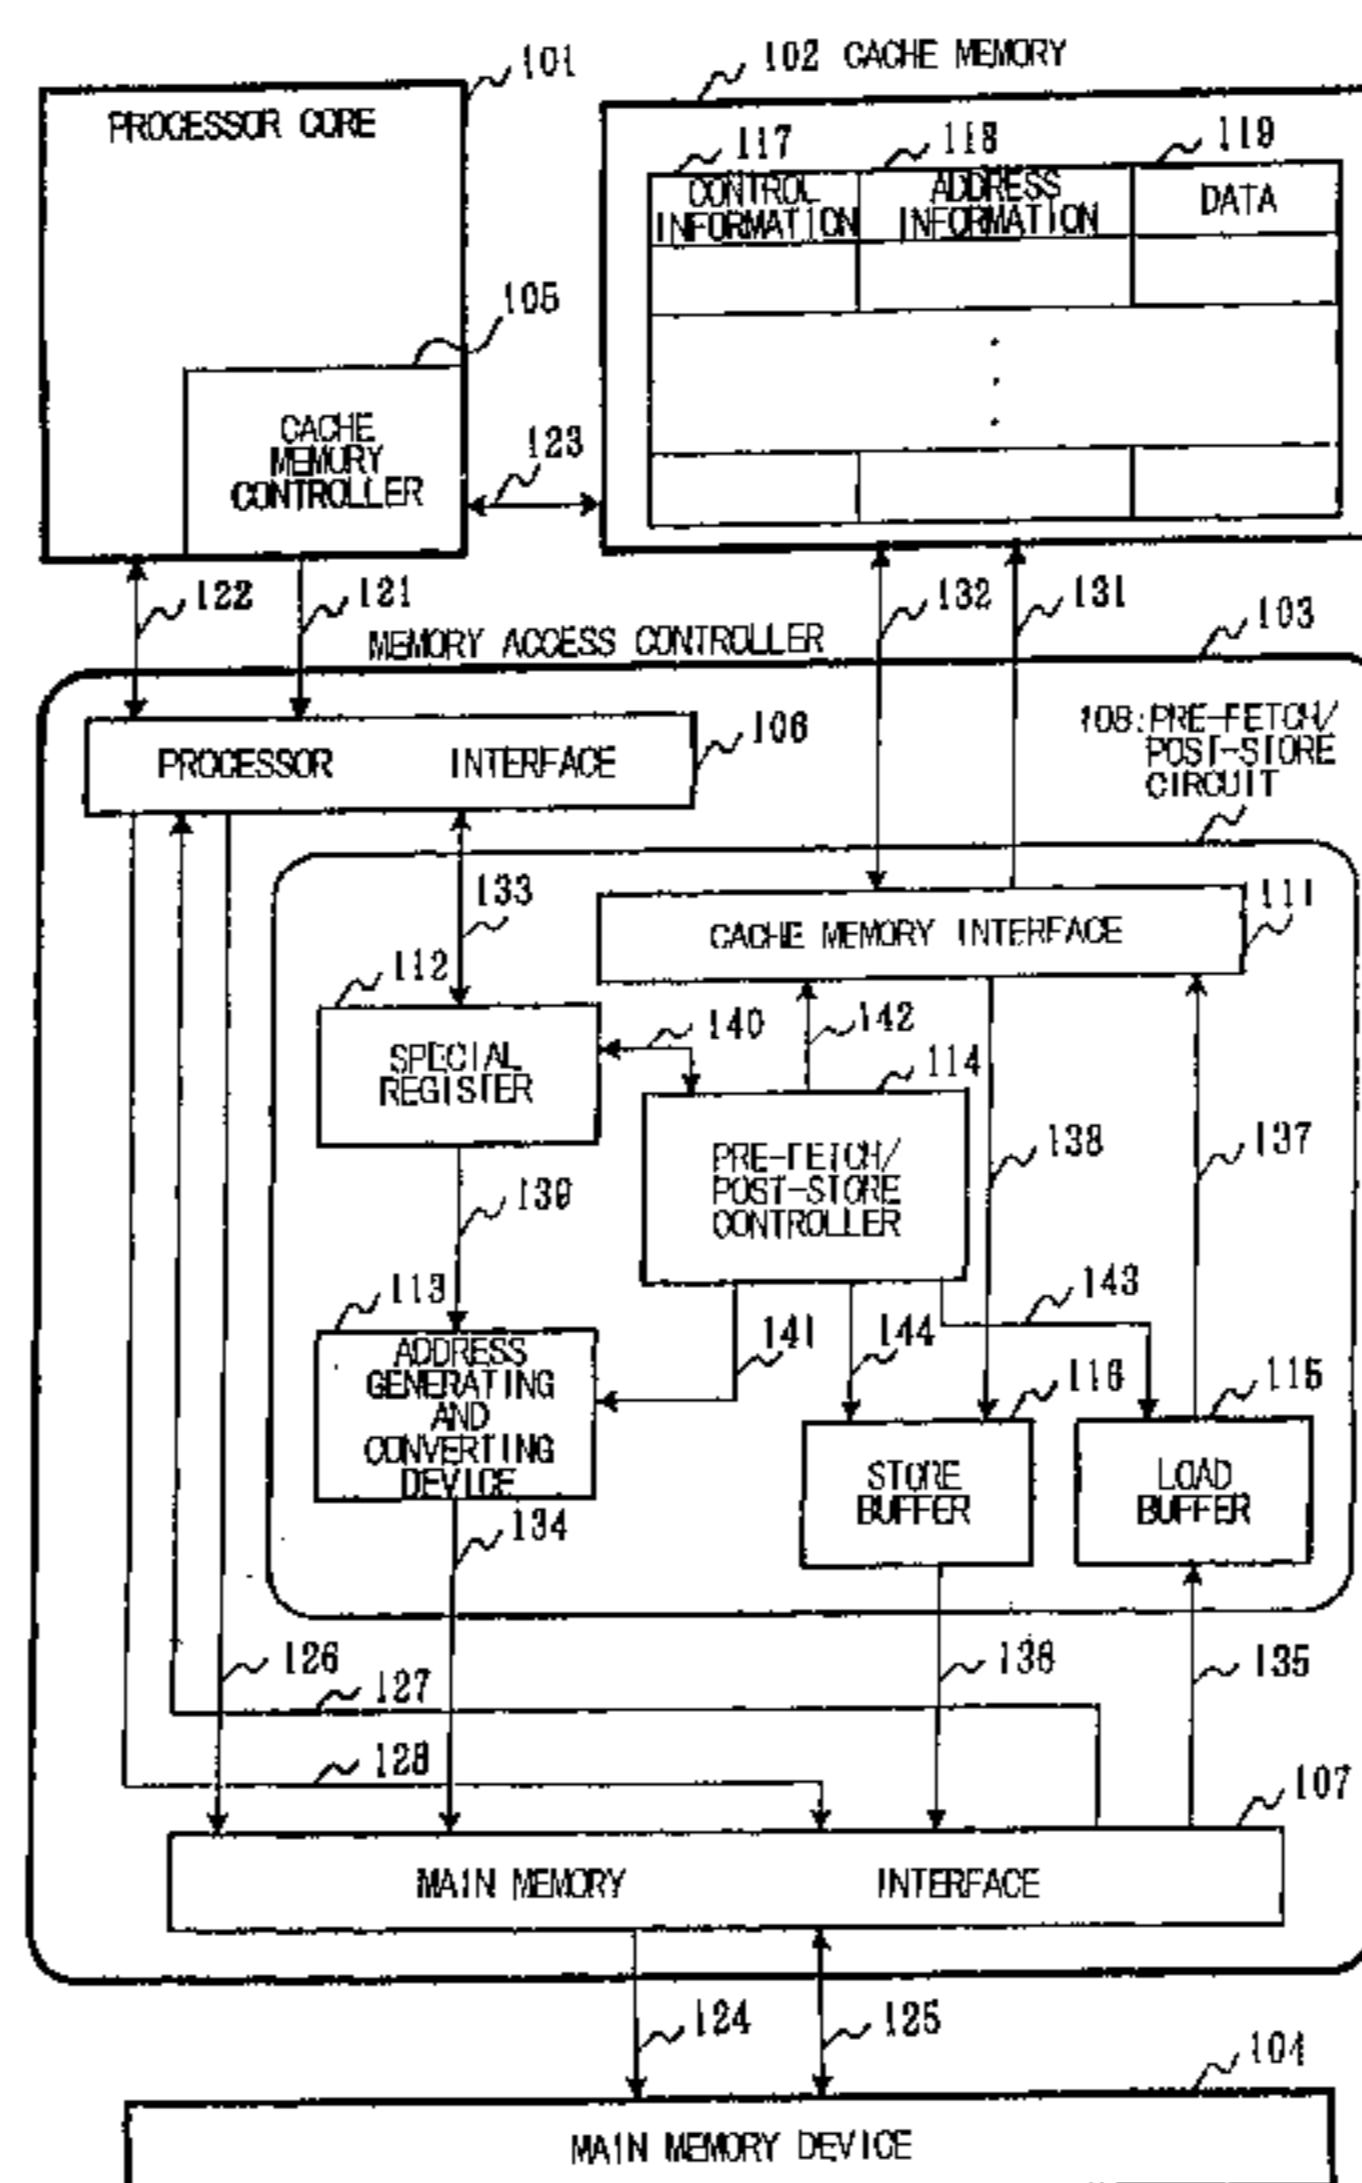 101
102 CACHE MEMORY
PROCESSOR CORE
117
118
119
CONTROL
INFORMATION
ADDRESS
INFORMATION
DATA
105
CACHE
MEMORY
CONTROLLER
123
122
121
132
131
MEMORY ACCESS CONTROLLER
103
108:PRE-FETCH/
POST-STORE
CIRCUIT
PROCESSOR INTERFACE
106
133
111
CACHE MEMORY INTERFACE
112
SPECIAL
REGISTER
140
142
114
PRE-FETCH/
POST-STORE
CONTROLLER
138
137
139
113
ADDRESS
GENERATING
AND
CONVERTING
DEVICE
141
144
143
116
115
STORE
BUFFER
LOAD
BUFFER
134
126
127
128
136
135
107
MAIN MEMORY INTERFACE
124
125
104
MAIN MEMORY DEVICE